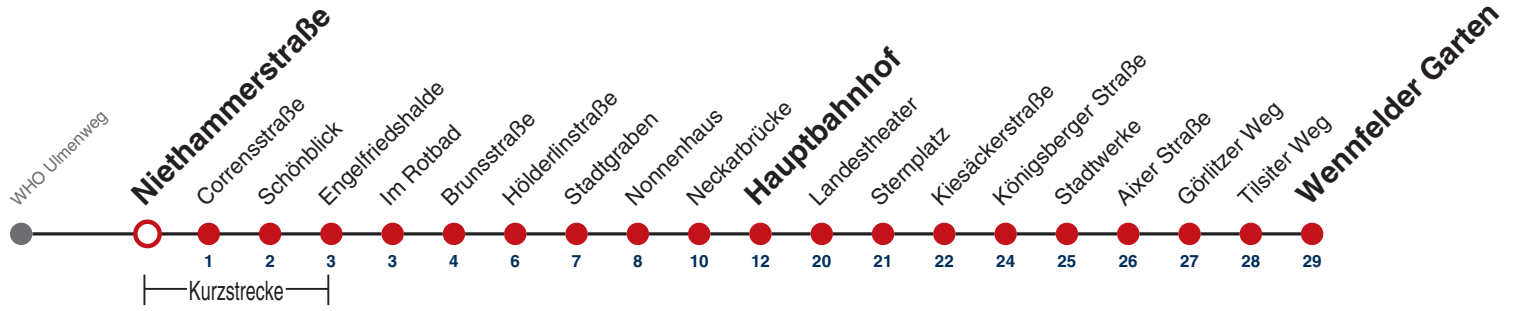 WHO Ulmenweg
Niethammerstraße
Corrensstraße
Schönblick
Engelfriedshalde
Im Rotbad
Brunsstraße
Hölderlinstraße
Stadtgraben
Nonnenhaus
Neckarbrücke
Hauptbahnhof
Landestheater
Sternplatz
Kiesäckerstraße
Königsberger Straße
Stadtwerke
Aixer Straße
Görlitzer Weg
Tilsiter Weg
Wennfelder Garten
1 2 3 3 4 6 7 8 10 12 20 21 22 24 25 26 27 28 29
Kurzstrecke